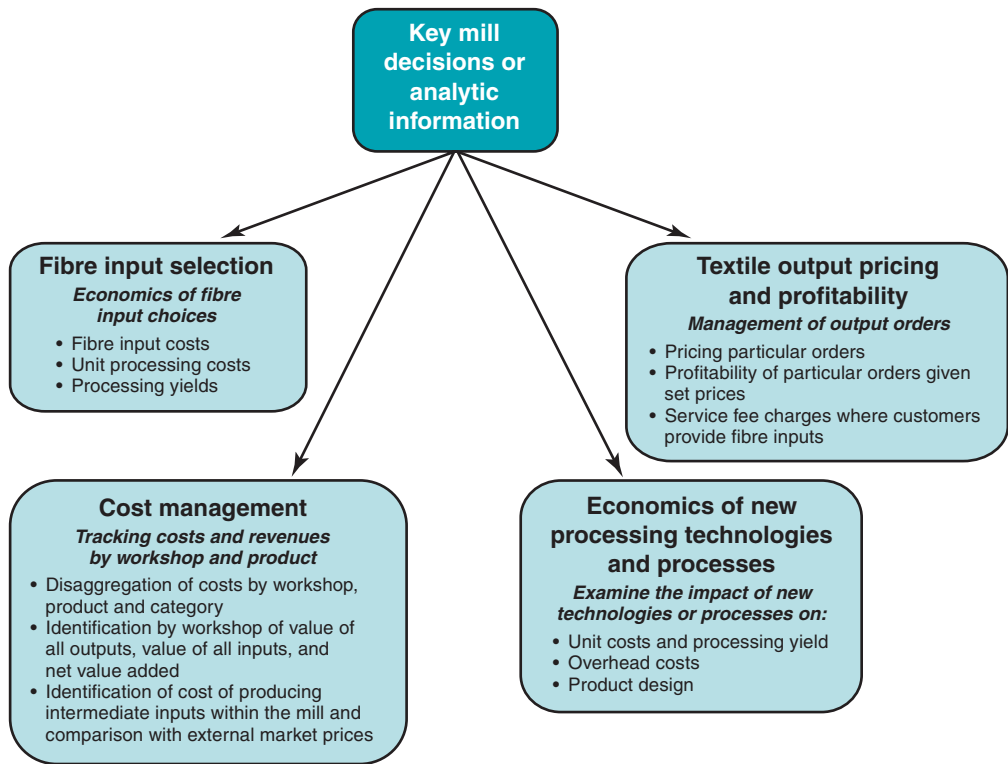 Key mill
decisions or
analytic
information
Fibre input selection
Economics of fibre
input choices
• Fibre input costs
• Unit processing costs
• Processing yields
Textile output pricing
and profitability
Management of output orders
• Pricing particular orders
• Profitability of particular orders given
set prices
• Service fee charges where customers
provide fibre inputs
Cost management
Tracking costs and revenues
by workshop and product
• Disaggregation of costs by workshop,
product and category
• Identification by workshop of value of
all outputs, value of all inputs, and
net value added
• Identification of cost of producing
intermediate inputs within the mill and
comparison with external market prices
Economics of new
processing technologies
and processes
Examine the impact of new
technologies or processes on:
• Unit costs and processing yield
• Overhead costs
• Product design